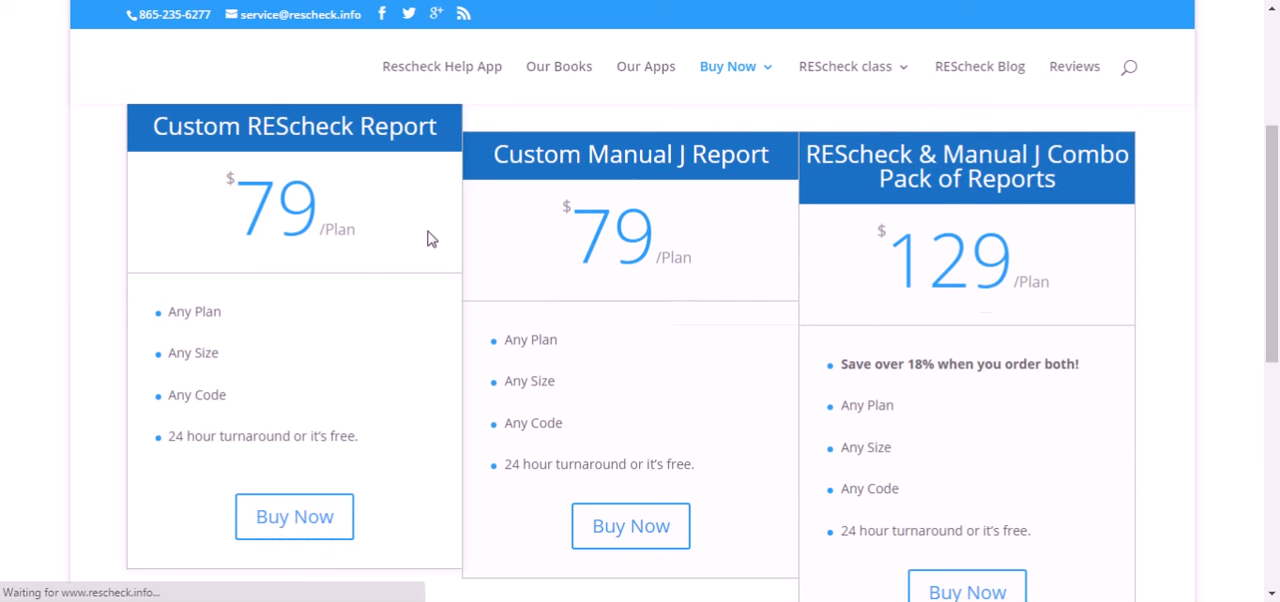 865-235-6277 service@rescheck.info
Rescheck Help App Our Books Our Apps Buy Now REScheck class REScheck Blog Reviews
Custom REScheck Report
$79/Plan
Any Plan
Any Size
Any Code
24 hour turnaround or it's free.
Buy Now
Custom Manual J Report
$79/Plan
Any Plan
Any Size
Any Code
24 hour turnaround or it's free.
Buy Now
REScheck & Manual J Combo
Pack of Reports
$129/Plan
Save over 18% when you order both!
Any Plan
Any Size
Any Code
24 hour turnaround or it's free.
Buy Now
Waiting for www.rescheck.info...